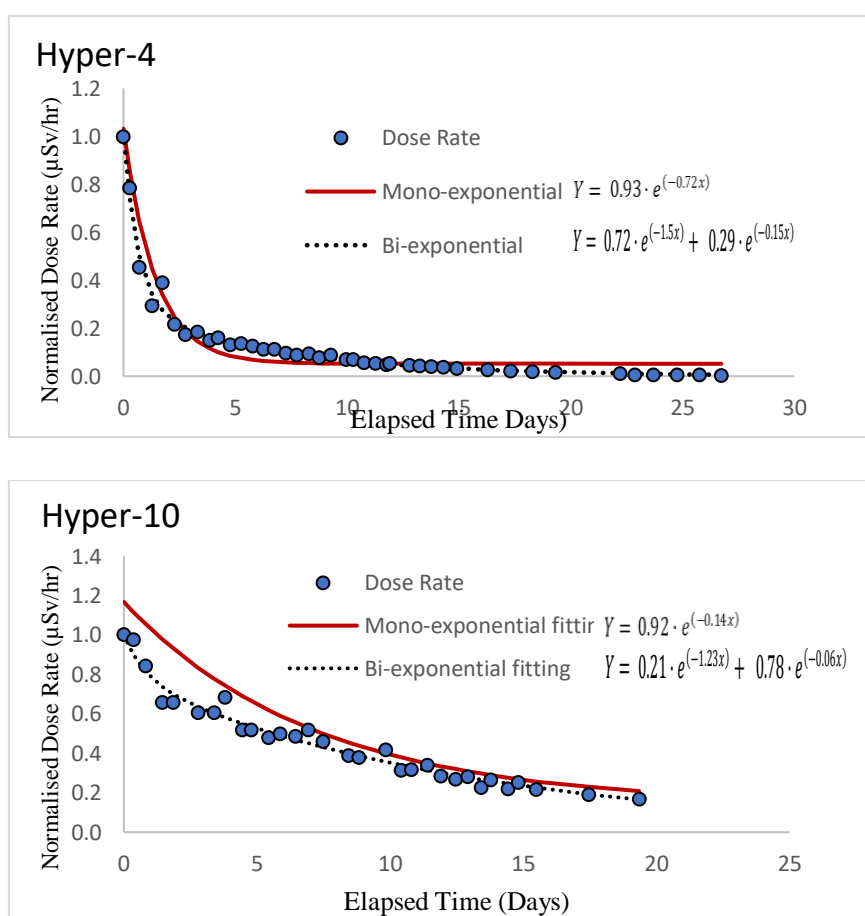 Hyper-4
Normalised Dose Rate (µSv/hr)
1.2
1.0
0.8
0.6
0.4
0.2
0.0
Dose Rate
Mono-exponential Y = 0.93 · e^(−0.72x)
Bi-exponential Y = 0.72 · e^(−1.5x) + 0.29 · e^(−0.15x)
0 5 10 15 20 25 30
Elapsed Time Days)
Hyper-10
Normalised Dose Rate (µSv/hr)
1.4
1.2
1.0
0.8
0.6
0.4
0.2
0.0
Dose Rate
Mono-exponential fittir Y = 0.92 · e^(−0.14x)
Bi-exponential fitting Y = 0.21 · e^(−1.23x) + 0.78 · e^(−0.06x)
0 5 10 15 20 25
Elapsed Time (Days)